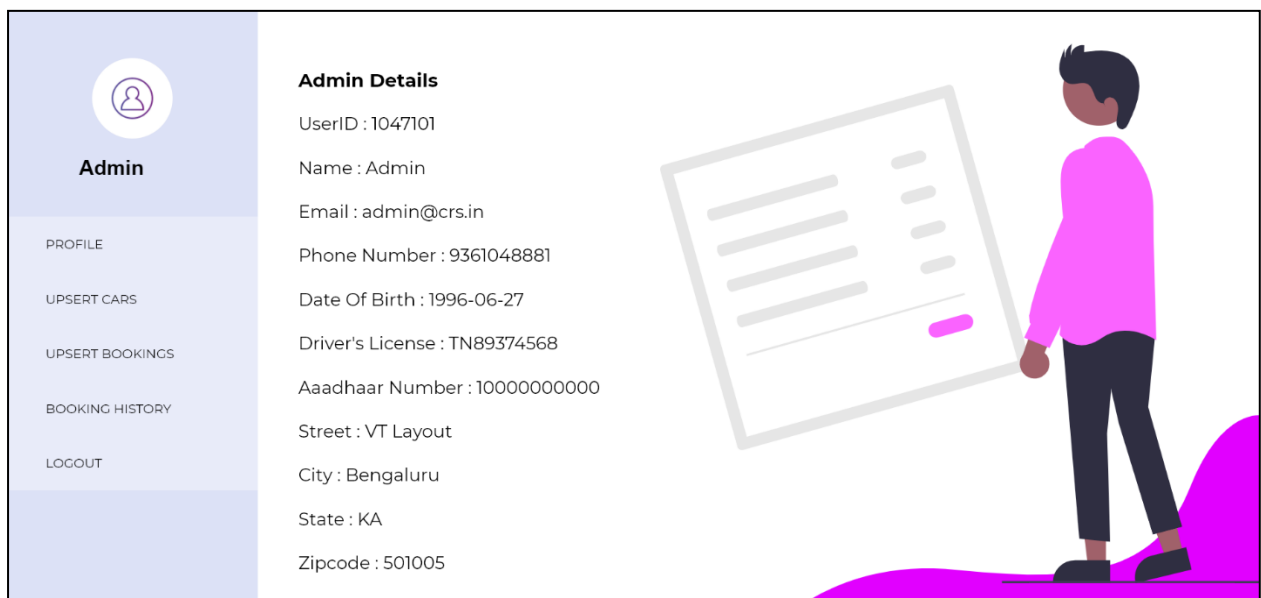 Admin
PROFILE
UPSERT CARS
UPSERT BOOKINGS
BOOKING HISTORY
LOGOUT
Admin Details
UserID : 1047101
Name : Admin
Email : admin@crs.in
Phone Number : 9361048881
Date Of Birth : 1996-06-27
Driver's License : TN89374568
Aaadhaar Number : 10000000000
Street : VT Layout
City : Bengaluru
State : KA
Zipcode : 501005